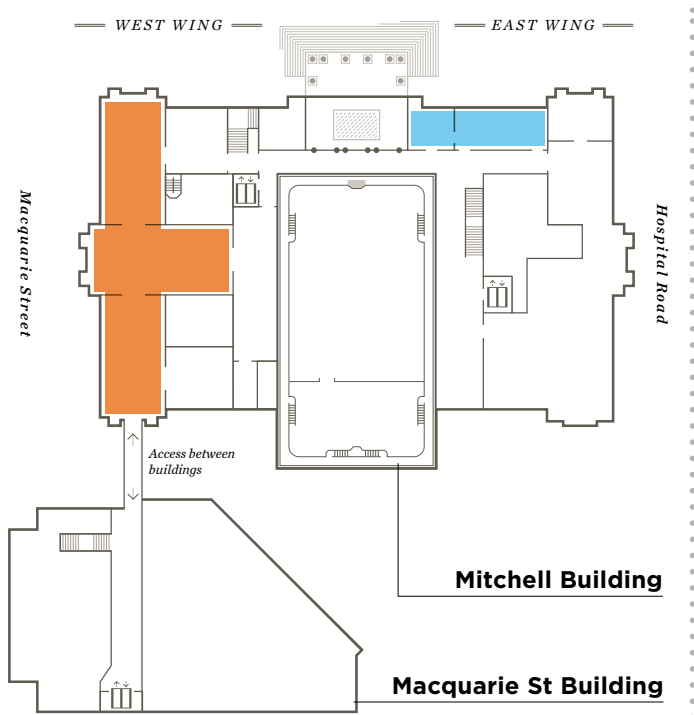 WEST WING
EAST WING
Macquarie Street
Hospital Road
Access between
buildings
Mitchell Building
Macquarie St Building